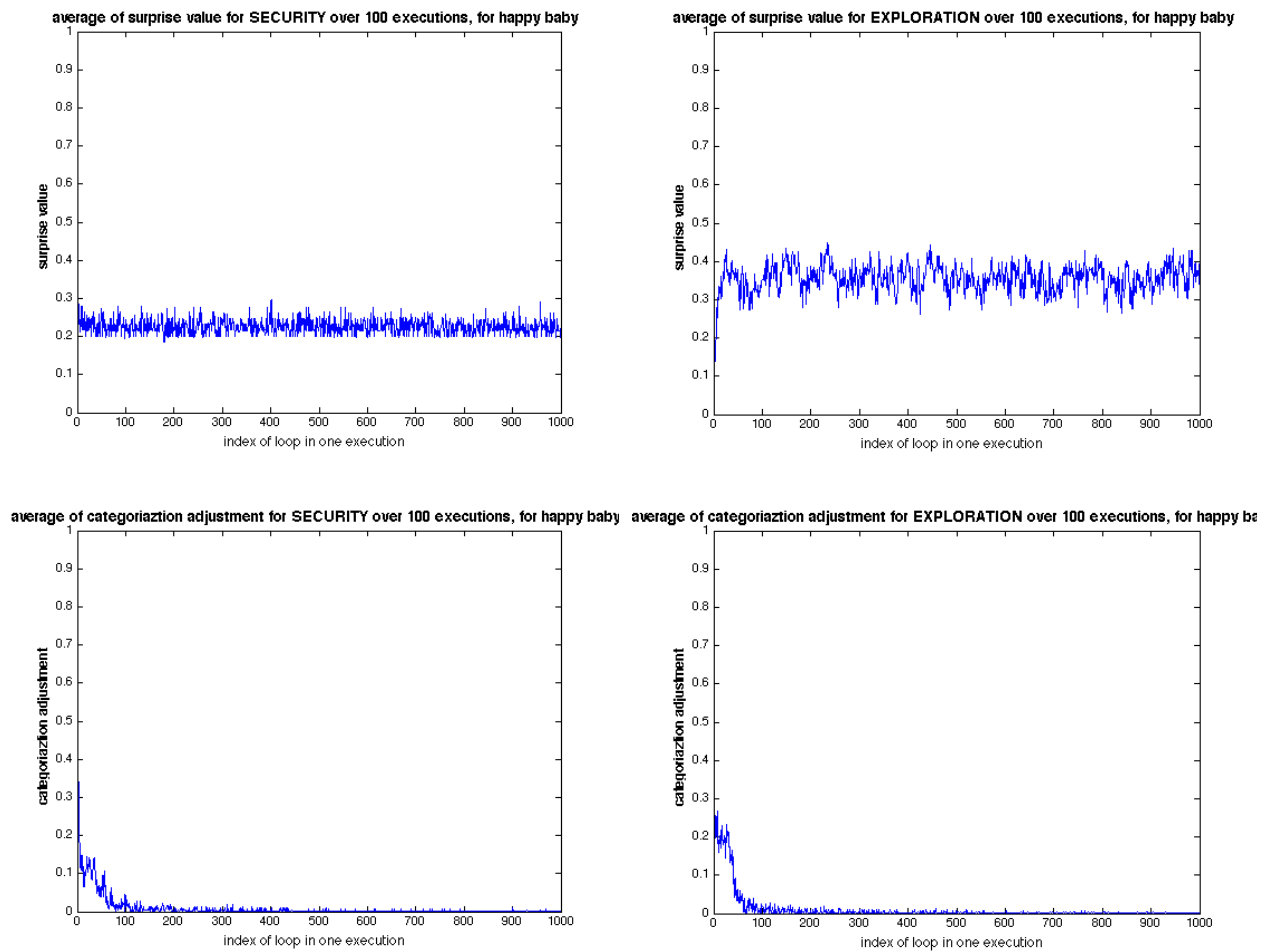 average of surprise value for SECURITY over 100 executions, for happy baby
1
0.9
0.8
0.7
0.6
0.5
0.4
0.3
0.2
0.1
0
surprise value
0 100 200 300 400 500 600 700 800 900 1000
index of loop in one execution
average of surprise value for EXPLORATION over 100 executions, for happy baby
1
0.9
0.8
0.7
0.6
0.5
0.4
0.3
0.2
0.1
0
surprise value
0 100 200 300 400 500 600 700 800 900 1000
index of loop in one execution
average of categoriaztion adjustment for SECURITY over 100 executions, for happy baby
1
0.9
0.8
0.7
0.6
0.5
0.4
0.3
0.2
0.1
0
categoriaztion adjustment
0 100 200 300 400 500 600 700 800 900 1000
index of loop in one execution
average of categoriaztion adjustment for EXPLORATION over 100 executions, for happy ba
1
0.9
0.8
0.7
0.6
0.5
0.4
0.3
0.2
0.1
0
categoriaztion adjustment
0 100 200 300 400 500 600 700 800 900 1000
index of loop in one execution